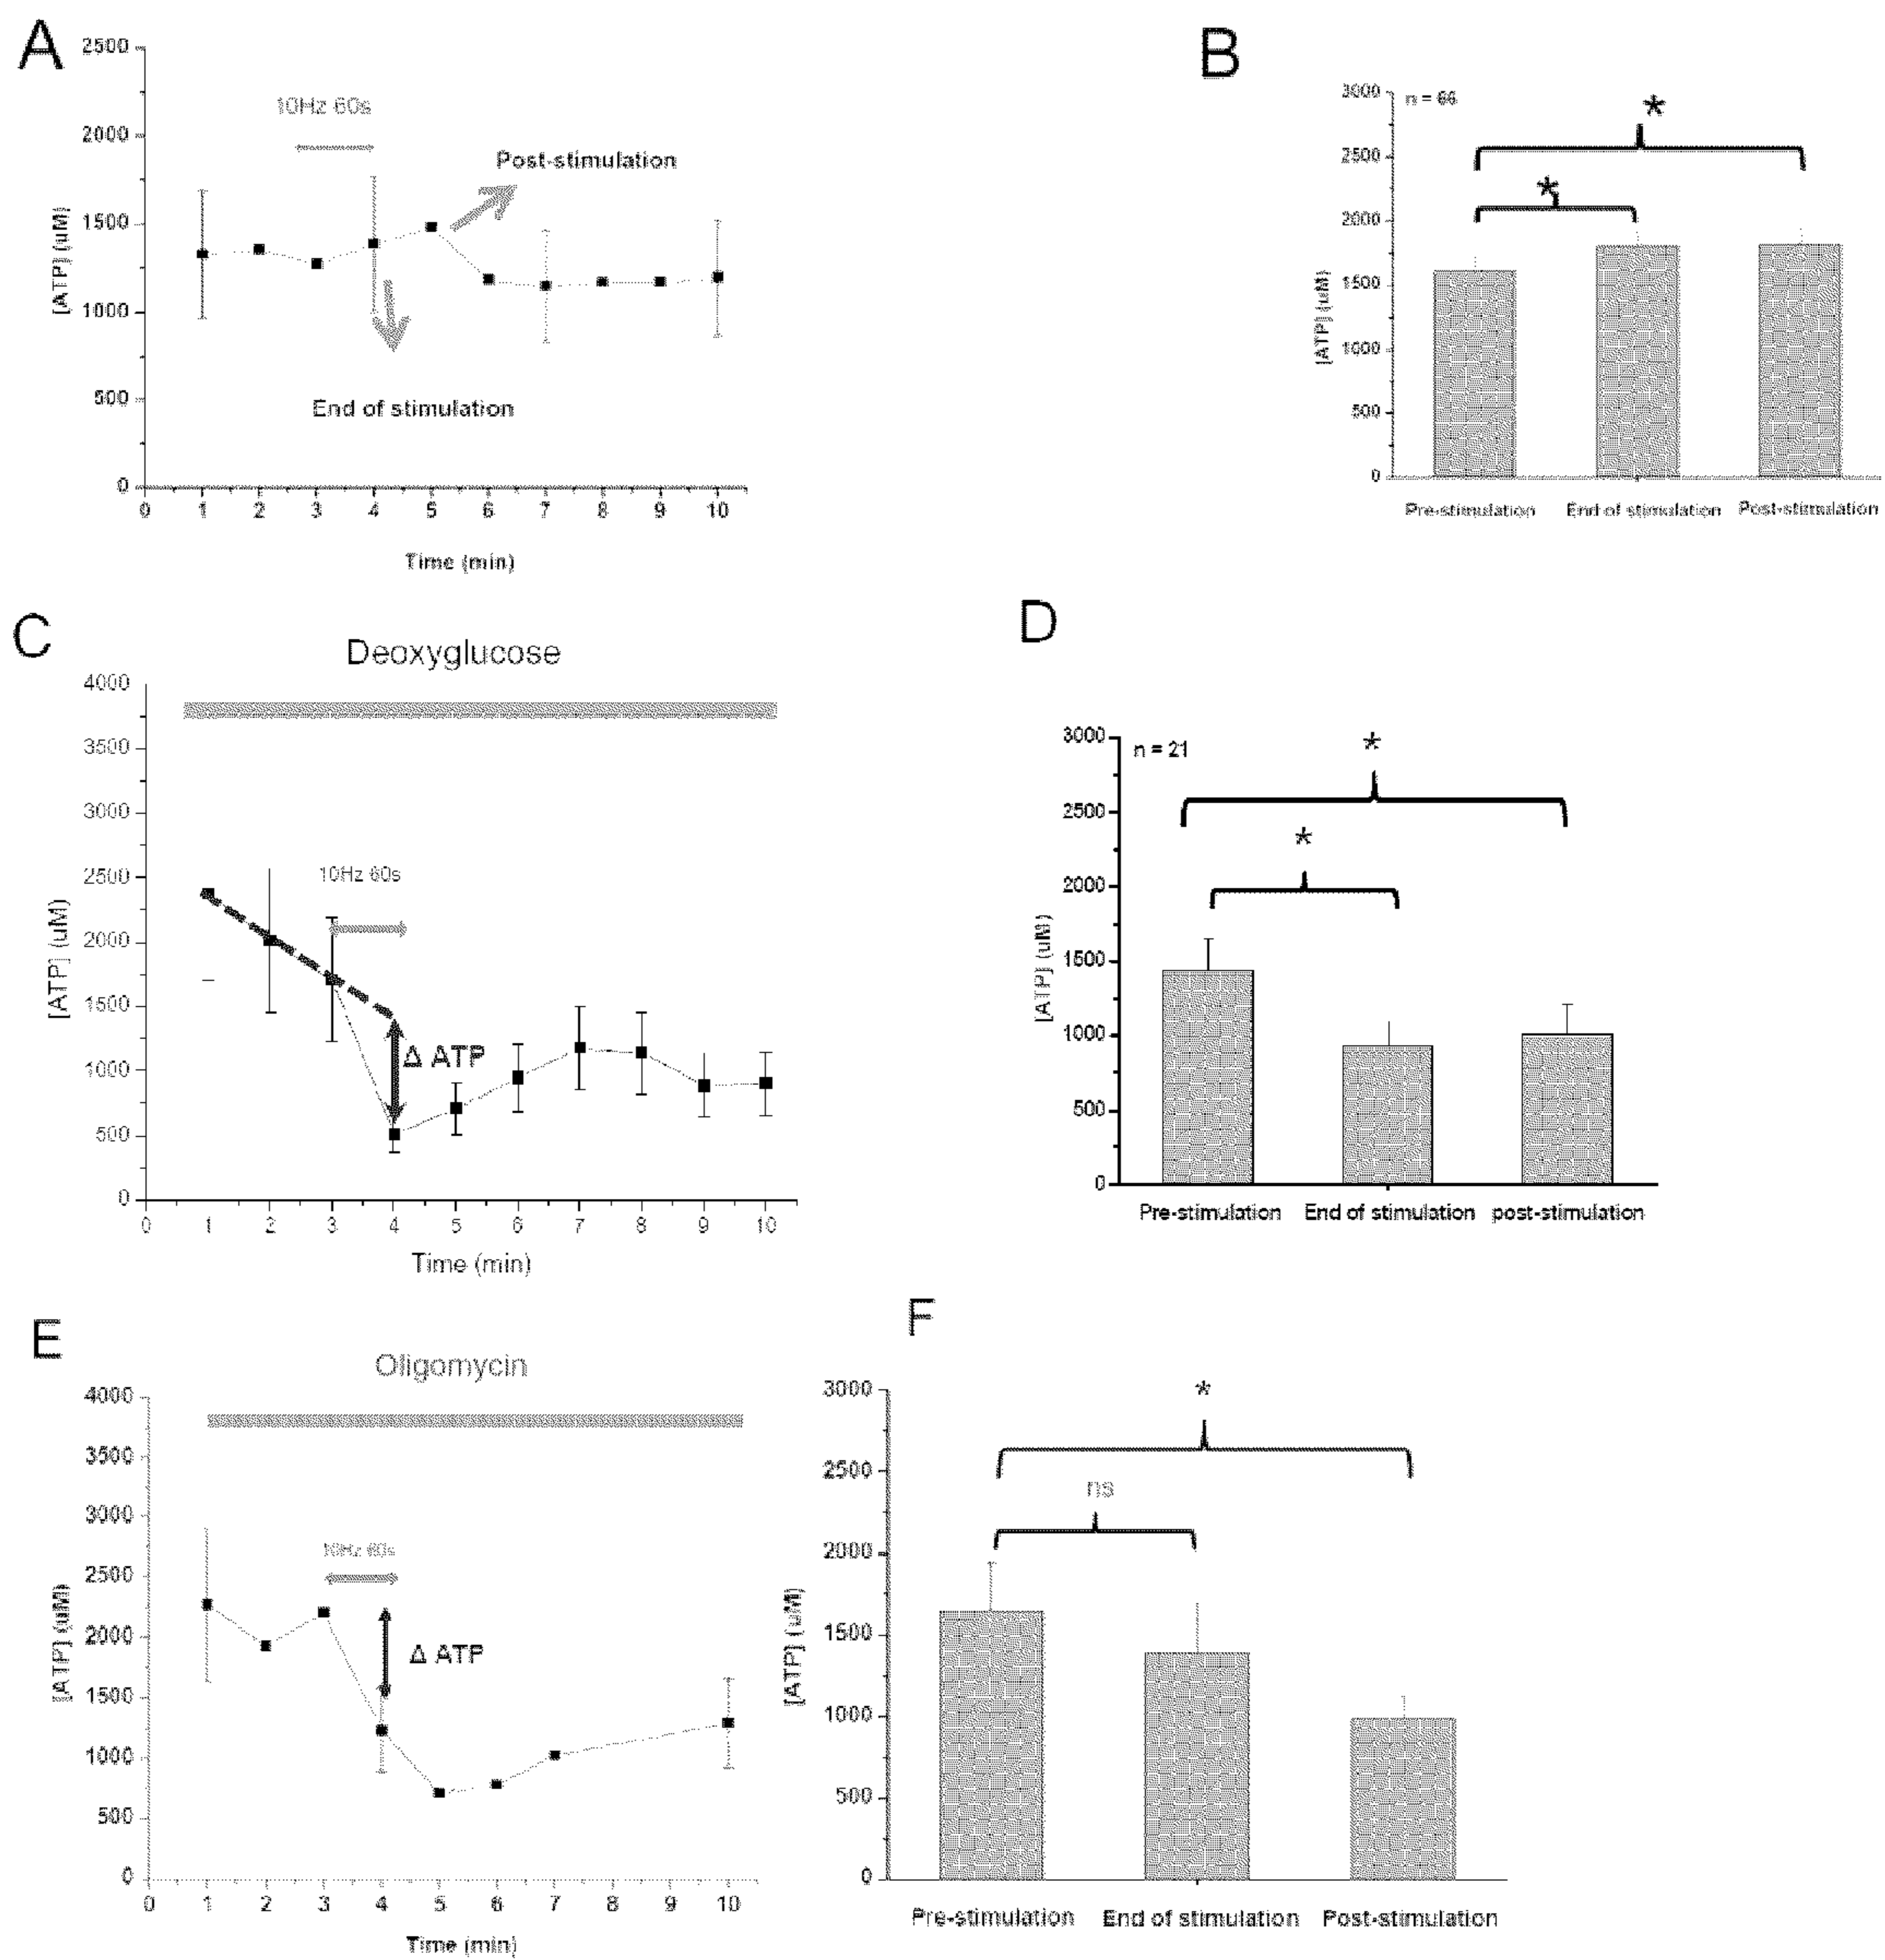 A
2500
2000
1500
1000
500
0
[ATP] (uM)
10Hz 60s
Post-stimulation
End of stimulation
0 1 2 3 4 5 6 7 8 9 10
Time (min)
B
3000
2500
2000
1500
1000
500
0
[ATP] (uM)
n = 66
*
*
Pre-stimulation End of stimulation Post-stimulation
C
Deoxyglucose
4000
3500
3000
2500
2000
1500
1000
500
0
[ATP] (uM)
10Hz 60s
Δ ATP
0 1 2 3 4 5 6 7 8 9 10
Time (min)
D
3000
2500
2000
1500
1000
500
0
[ATP] (uM)
n = 21
*
*
Pre-stimulation End of stimulation post-stimulation
E
Oligomycin
4000
3500
3000
2500
2000
1500
1000
500
0
[ATP] (uM)
10Hz 60s
Δ ATP
0 1 2 3 4 5 6 7 8 9 10
Time (min)
F
3000
2500
2000
1500
1000
500
0
[ATP] (uM)
*
ns
Pre-stimulation End of stimulation Post-stimulation